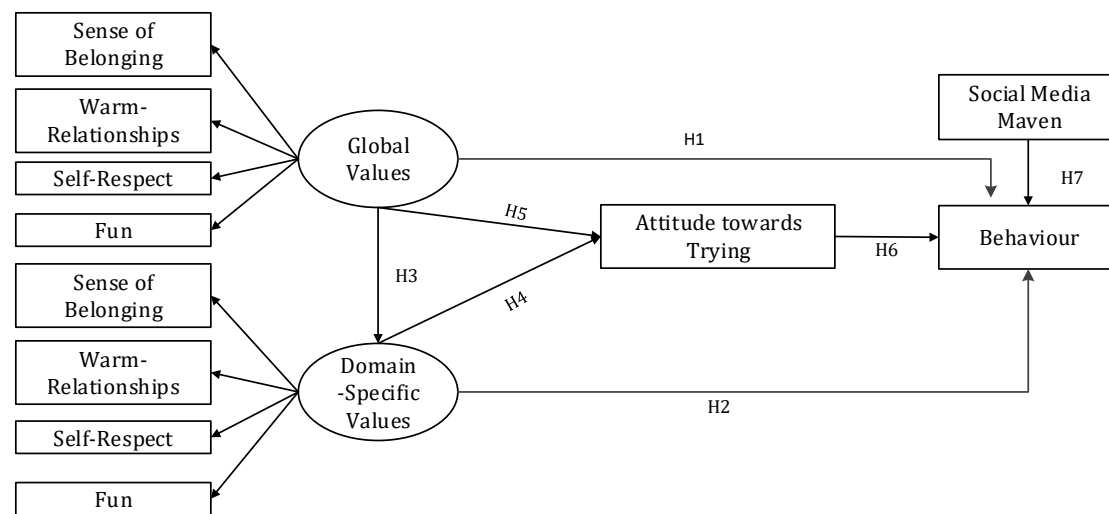 Sense of
Belonging
Warm-
Relationships
Self-Respect
Fun
Global
Values
H1
Social Media
Maven
H7
H5
Attitude towards
Trying
H6
Behaviour
H3
H4
Sense of
Belonging
Warm-
Relationships
Self-Respect
Fun
Domain
-Specific
Values
H2